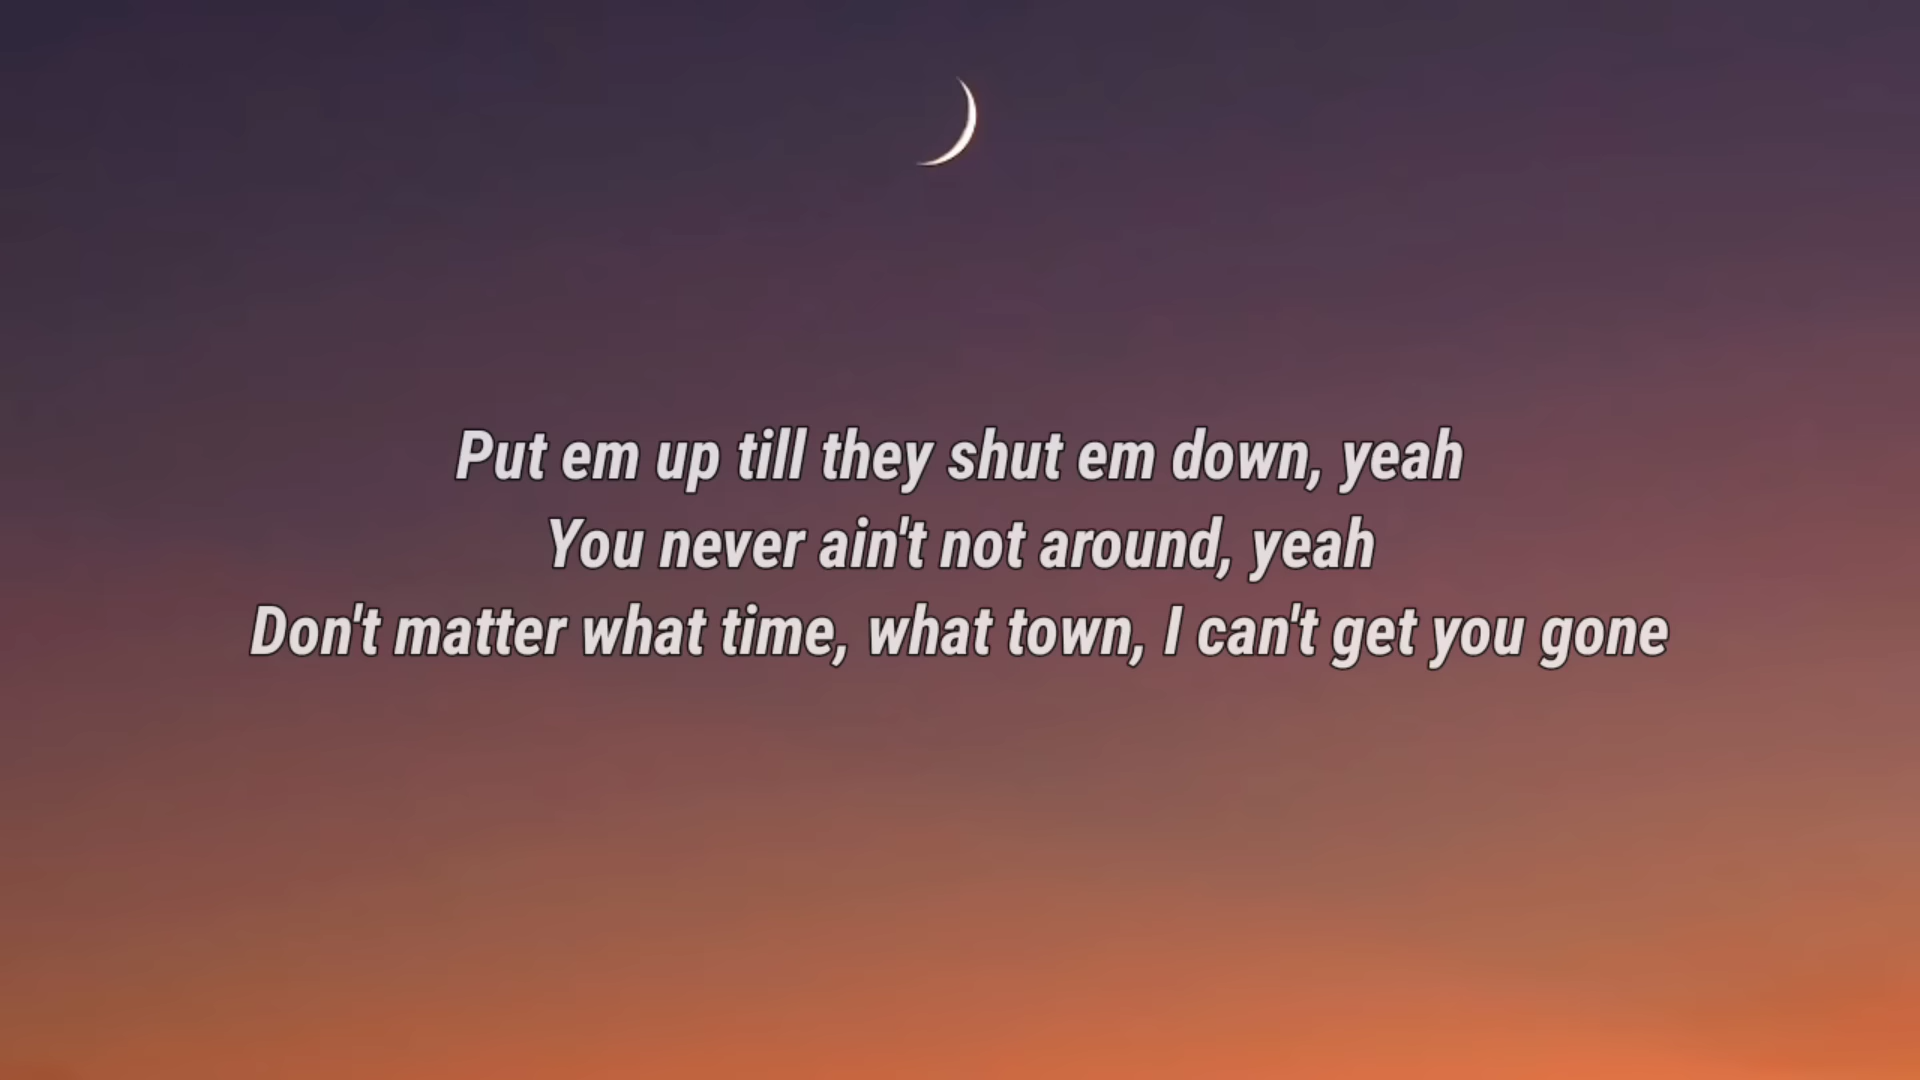 Put em up till they shut em down, yeah
You never ain't not around, yeah
Don't matter what time, what town, I can't get you gone